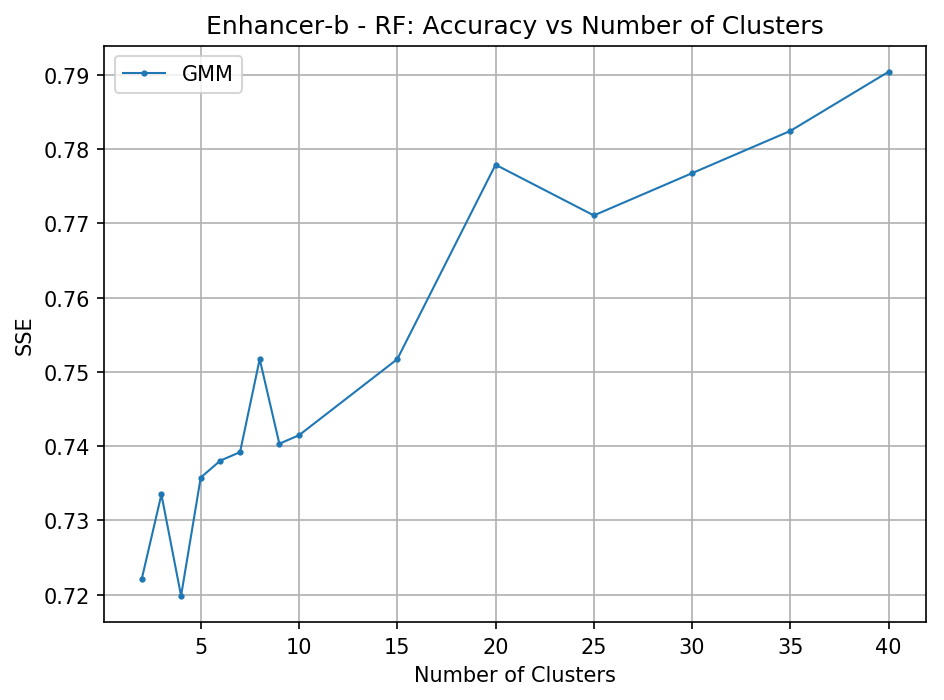 Enhancer-b - RF: Accuracy vs Number of Clusters
GMM
0.79
0.78
0.77
0.76
0.75
0.74
0.73
0.72
SSE
5 10 15 20 25 30 35 40
Number of Clusters